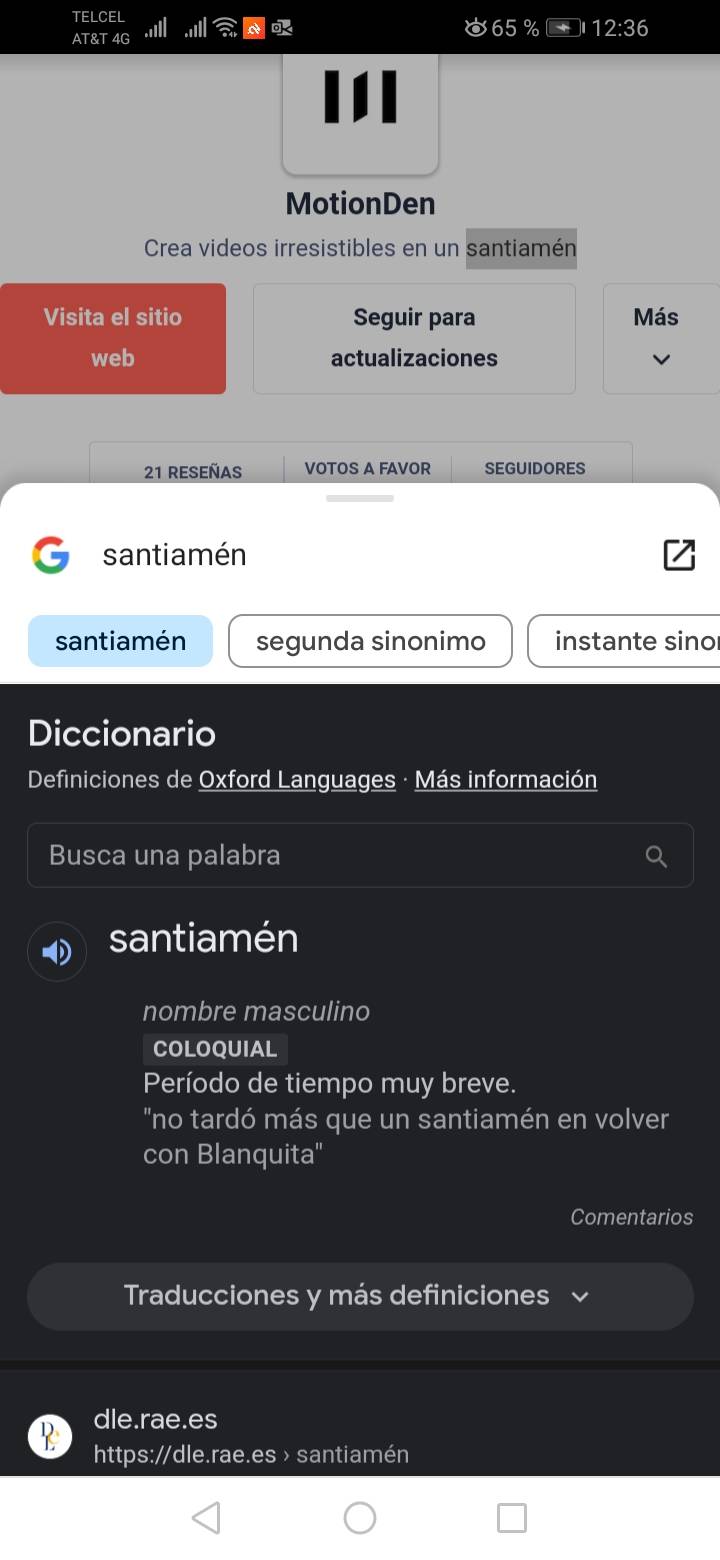 TELCEL
AT&T 4G
65 % 12:36
MotionDen
Crea videos irresistibles en un santiamén
Visita el sitio web
Seguir para actualizaciones
Más
21 RESEÑAS
VOTOS A FAVOR
SEGUIDORES
santiamén
santiamén
segunda sinonimo
instante sino
Diccionario
Definiciones de Oxford Languages · Más información
Busca una palabra
santiamén
nombre masculino
COLOQUIAL
Período de tiempo muy breve.
"no tardó más que un santiamén en volver
con Blanquita"
Comentarios
Traducciones y más definiciones
dle.rae.es
https://dle.rae.es › santiamén